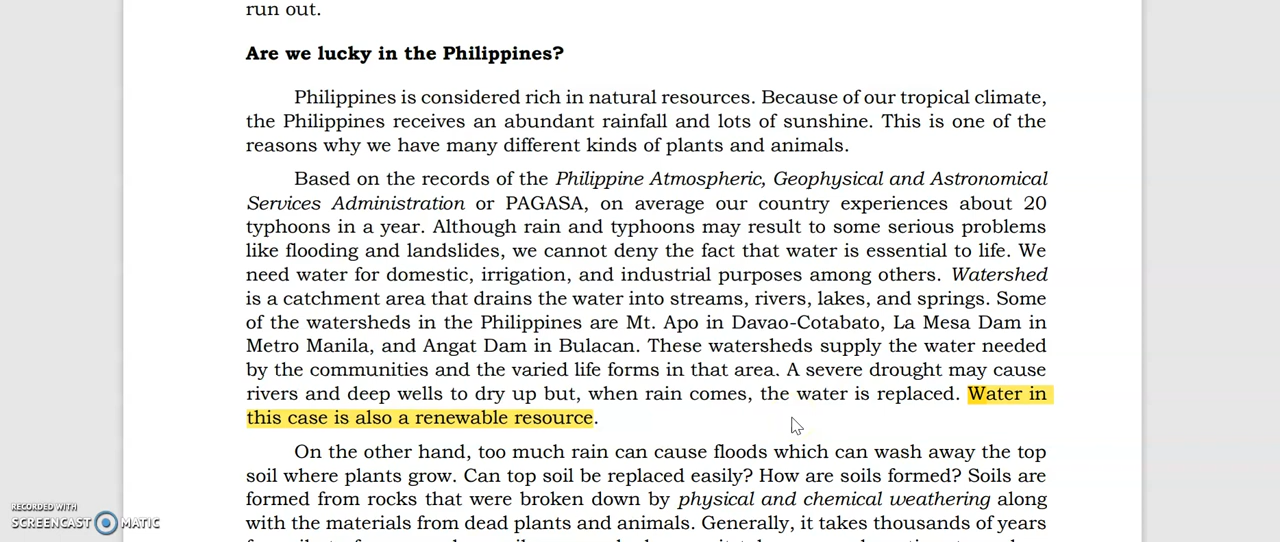 run out.
Are we lucky in the Philippines?
Philippines is considered rich in natural resources. Because of our tropical climate,
the Philippines receives an abundant rainfall and lots of sunshine. This is one of the
reasons why we have many different kinds of plants and animals.
Based on the records of the Philippine Atmospheric, Geophysical and Astronomical
Services Administration or PAGASA, on average our country experiences about 20
typhoons in a year. Although rain and typhoons may result to some serious problems
like flooding and landslides, we cannot deny the fact that water is essential to life. We
need water for domestic, irrigation, and industrial purposes among others. Watershed
is a catchment area that drains the water into streams, rivers, lakes, and springs. Some
of the watersheds in the Philippines are Mt. Apo in Davao-Cotabato, La Mesa Dam in
Metro Manila, and Angat Dam in Bulacan. These watersheds supply the water needed
by the communities and the varied life forms in that area. A severe drought may cause
rivers and deep wells to dry up but, when rain comes, the water is replaced. Water in
this case is also a renewable resource.
On the other hand, too much rain can cause floods which can wash away the top
soil where plants grow. Can top soil be replaced easily? How are soils formed? Soils are
formed from rocks that were broken down by physical and chemical weathering along
with the materials from dead plants and animals. Generally, it takes thousands of years
RECORDED WITH
SCREENCAST MATIC